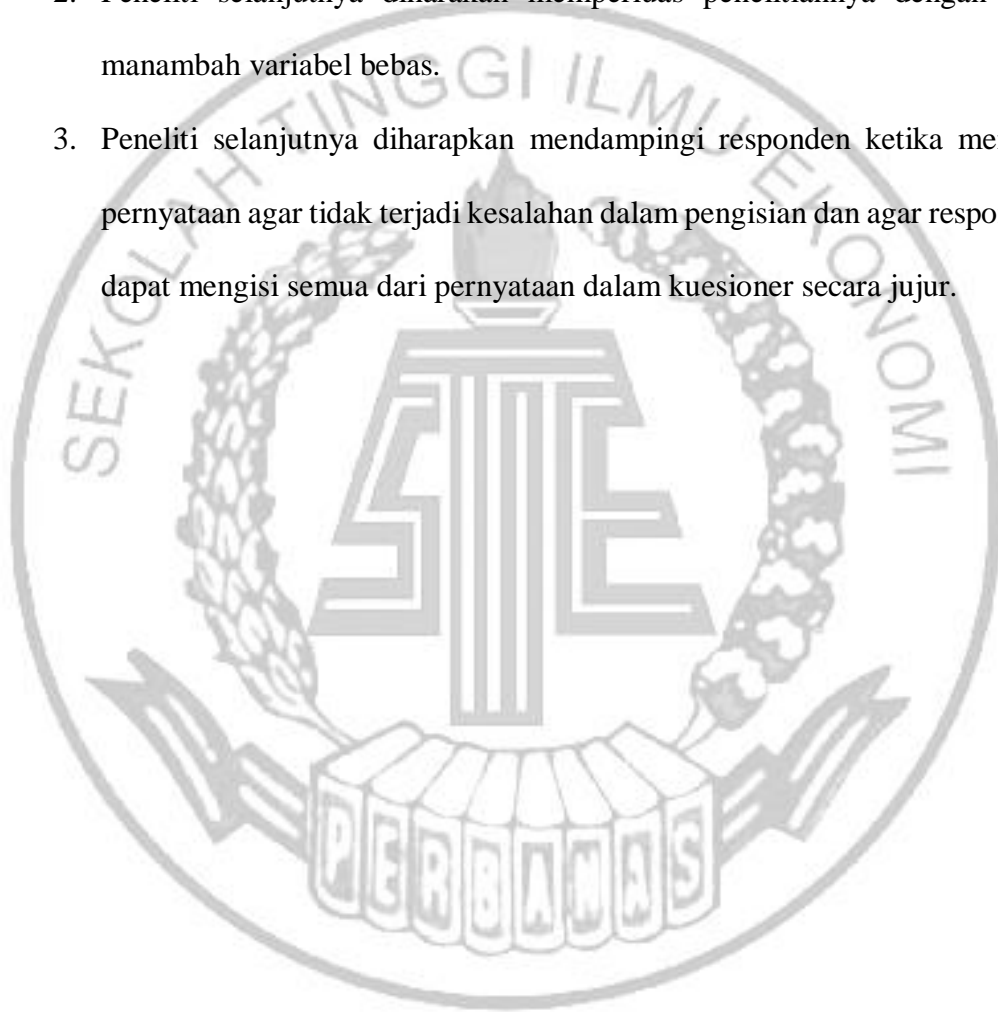 2. Peneliti selanjutnya diharakan memperluas penelitiannya dengan
manambah variabel bebas.
3. Peneliti selanjutnya diharapkan mendampingi responden ketika
pernyataan agar tidak terjadi kesalahan dalam pengisian dan agar
dapat mengisi semua dari pernyataan dalam kuesioner secara jujur.
SEKOLAH TINGGI ILMU EKONOMI
STIE
PERBANAS